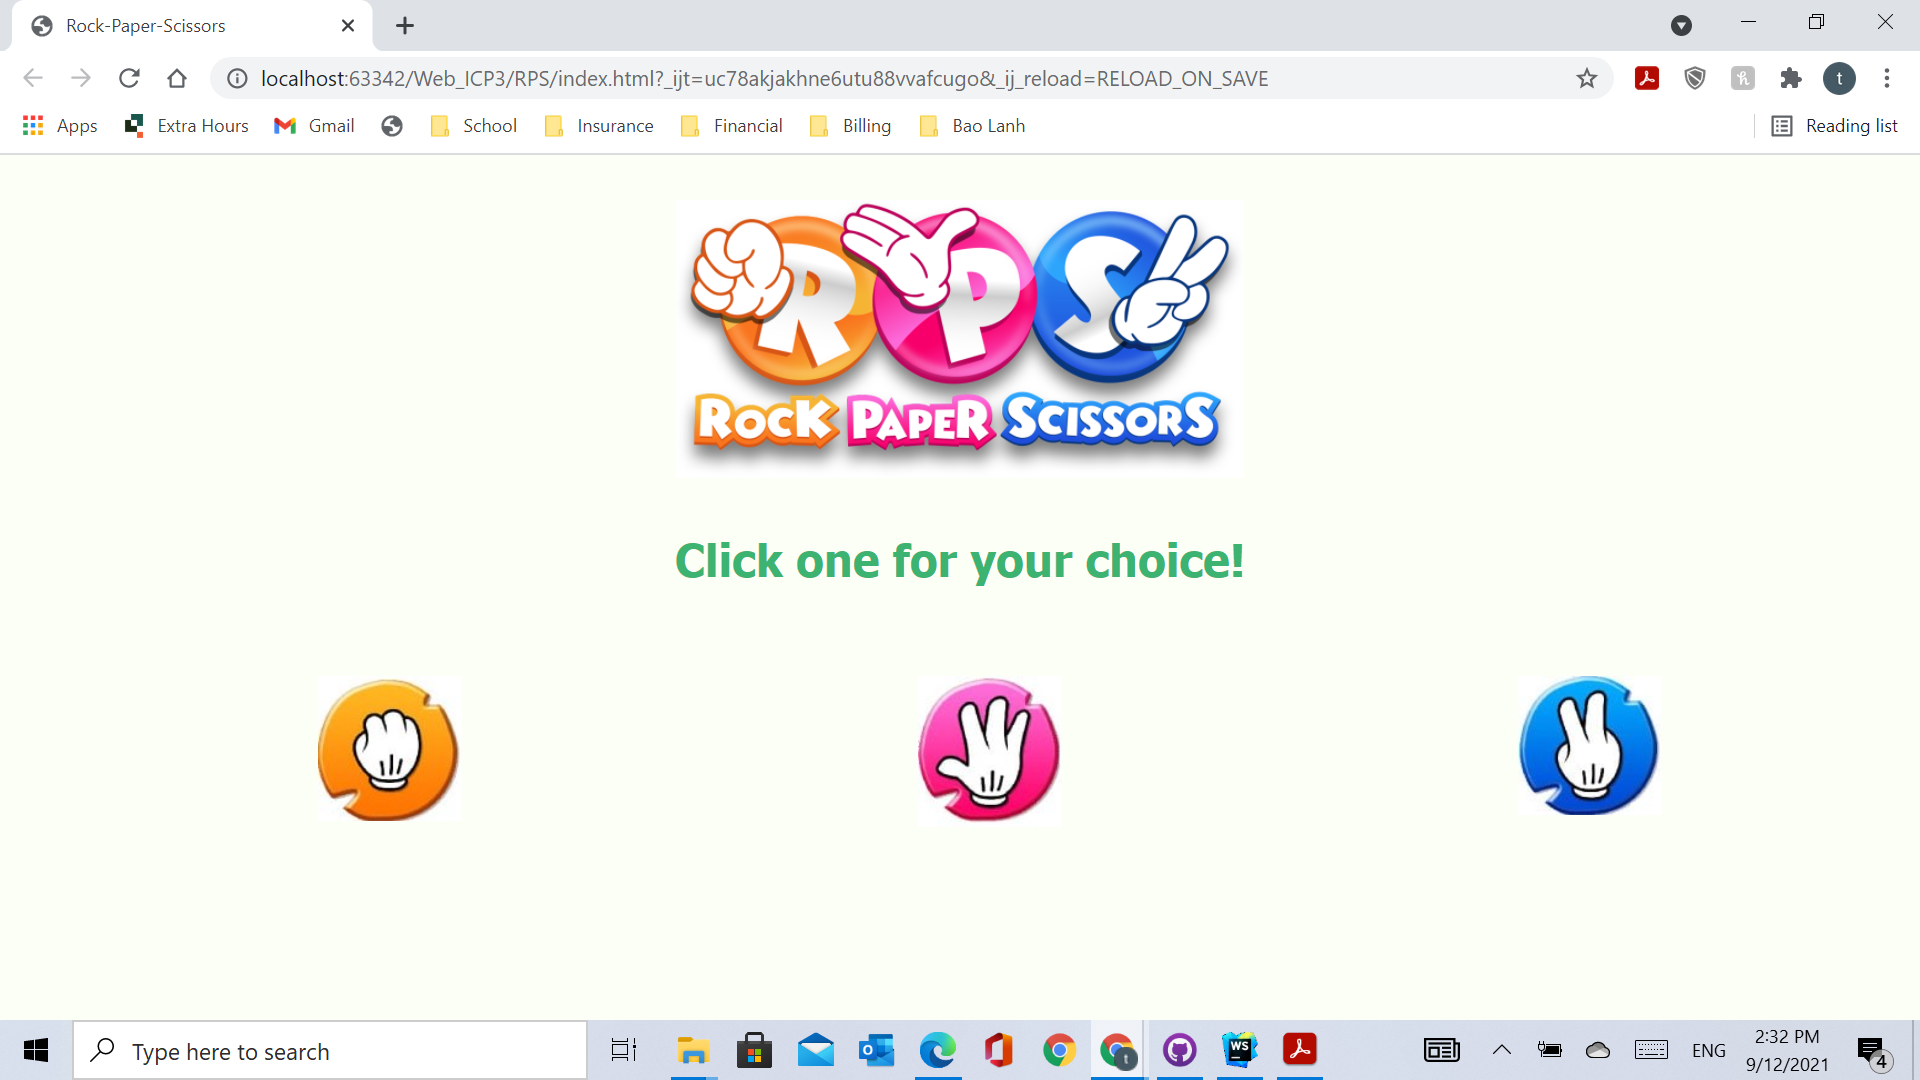 Rock-Paper-Scissors
localhost:63342/Web_ICP3/RPS/index.html?_ijt=uc78akjakhne6utu88vvafcugo&_ij_reload=RELOAD_ON_SAVE
t
Apps
Extra Hours
Gmail
School
Insurance
Financial
Billing
Bao Lanh
Reading list
R P S
ROCK PAPER SCISSORS
Click one for your choice!
Type here to search
t
WS
ENG
2:32 PM
9/12/2021
4